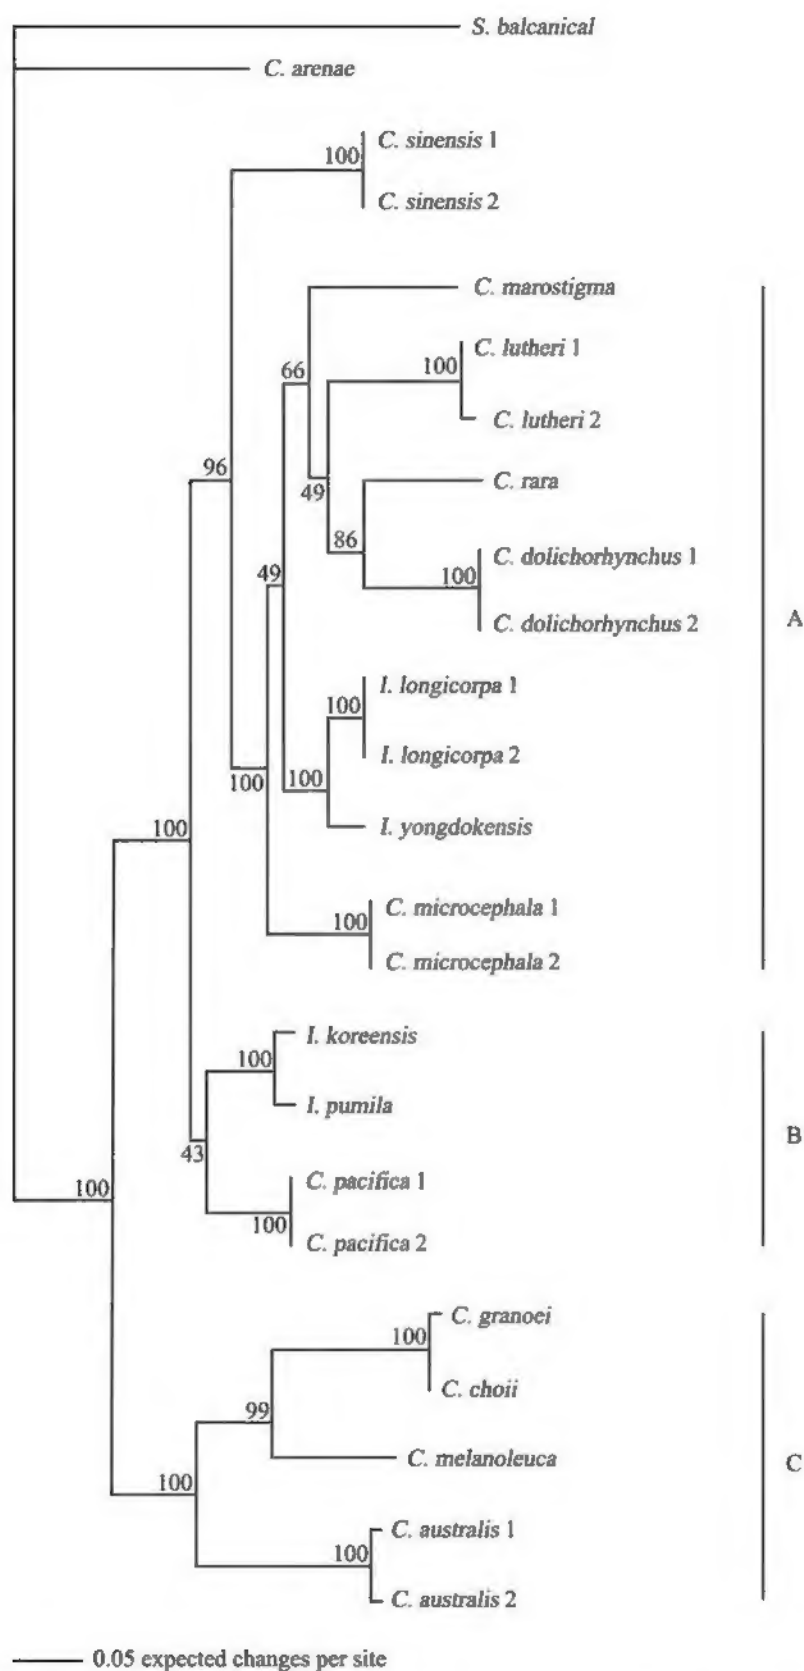 S. balcanical
C. arenae
C. sinensis 1
100
C. sinensis 2
C. marostigma
C. lutheri 1
100
66
C. lutheri 2
96
C. rara
49
86
C. dolichorhynchus 1
49
100
C. dolichorhynchus 2
A
I. longicorpa 1
100
I. longicorpa 2
100
100
I. yongdokensis
100
C. microcephala 1
100
C. microcephala 2
I. koreensis
100
I. pumila
B
43
C. pacifica 1
100
100
C. pacifica 2
C. granoei
100
C. choii
99
C. melanoleuca
C
100
C. australis 1
100
C. australis 2
0.05 expected changes per site